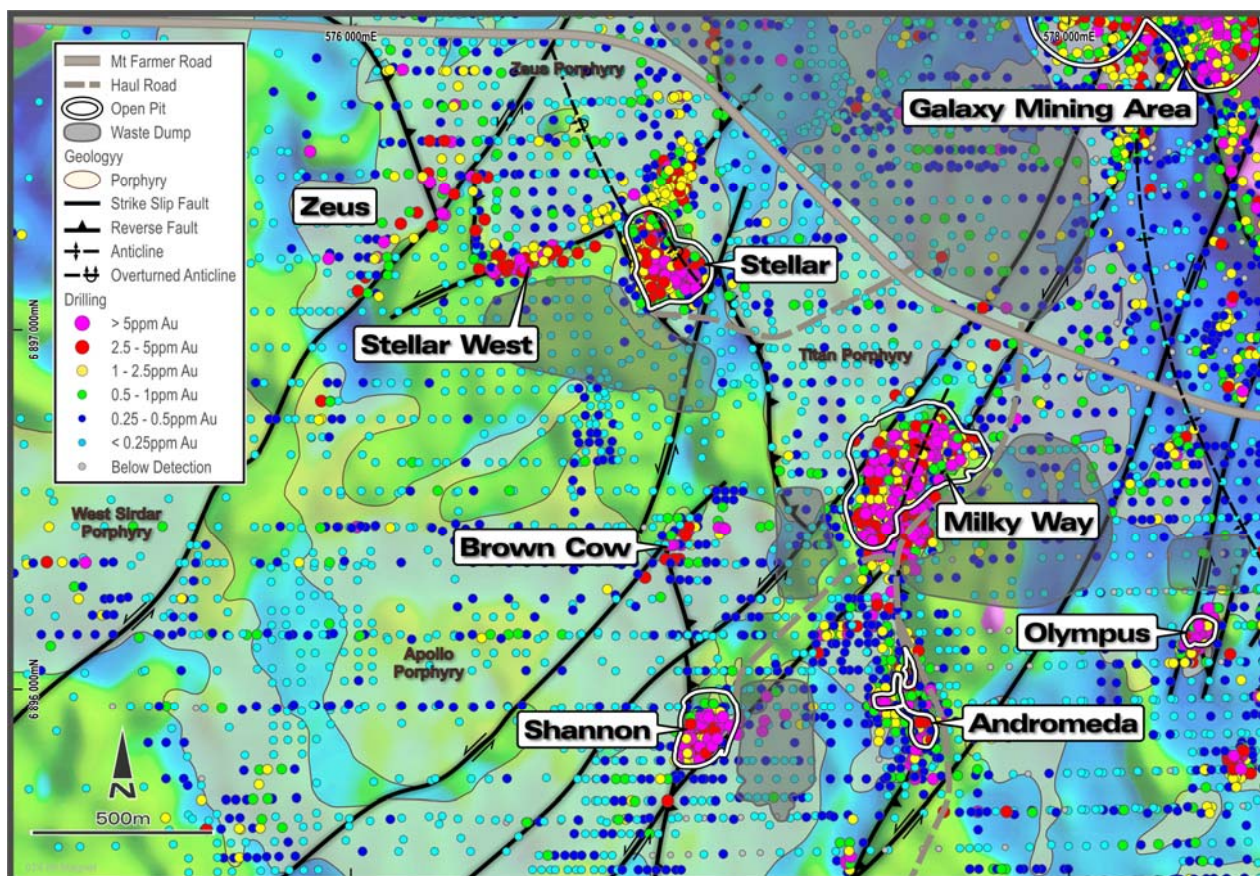 576 000mE
578 000mE
Mt Farmer Road
Haul Road
Open Pit
Waste Dump
Geologyy
Porphyry
Strike Slip Fault
Reverse Fault
Anticline
Overturned Anticline
Drilling
> 5ppm Au
2.5 - 5ppm Au
1 - 2.5ppm Au
0.5 - 1ppm Au
0.25 - 0.5ppm Au
< 0.25ppm Au
Below Detection
Zeus Porphyry
Galaxy Mining Area
Zeus
Stellar
6 897 000mN
Stellar West
Titan Porphyry
West Sirdar
Porphyry
Milky Way
Brown Cow
Olympus
Apollo
Porphyry
6 896 000mN
Shannon
Andromeda
N
500m